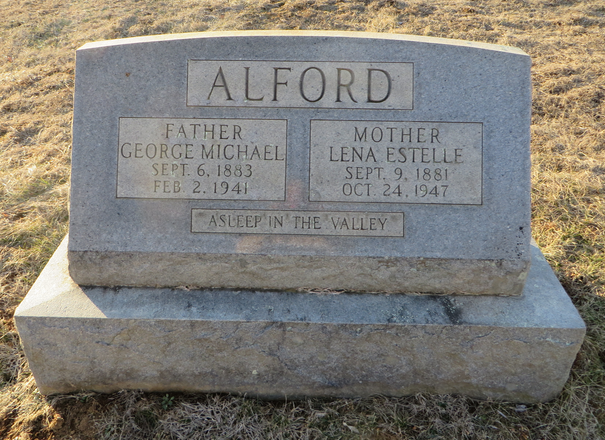 ALFORD
FATHER
GEORGE MICHAEL
SEPT. 6, 1883
FEB. 2, 1941
MOTHER
LENA ESTELLE
SEPT. 9, 1881
OCT. 24, 1947
ASLEEP IN THE VALLEY